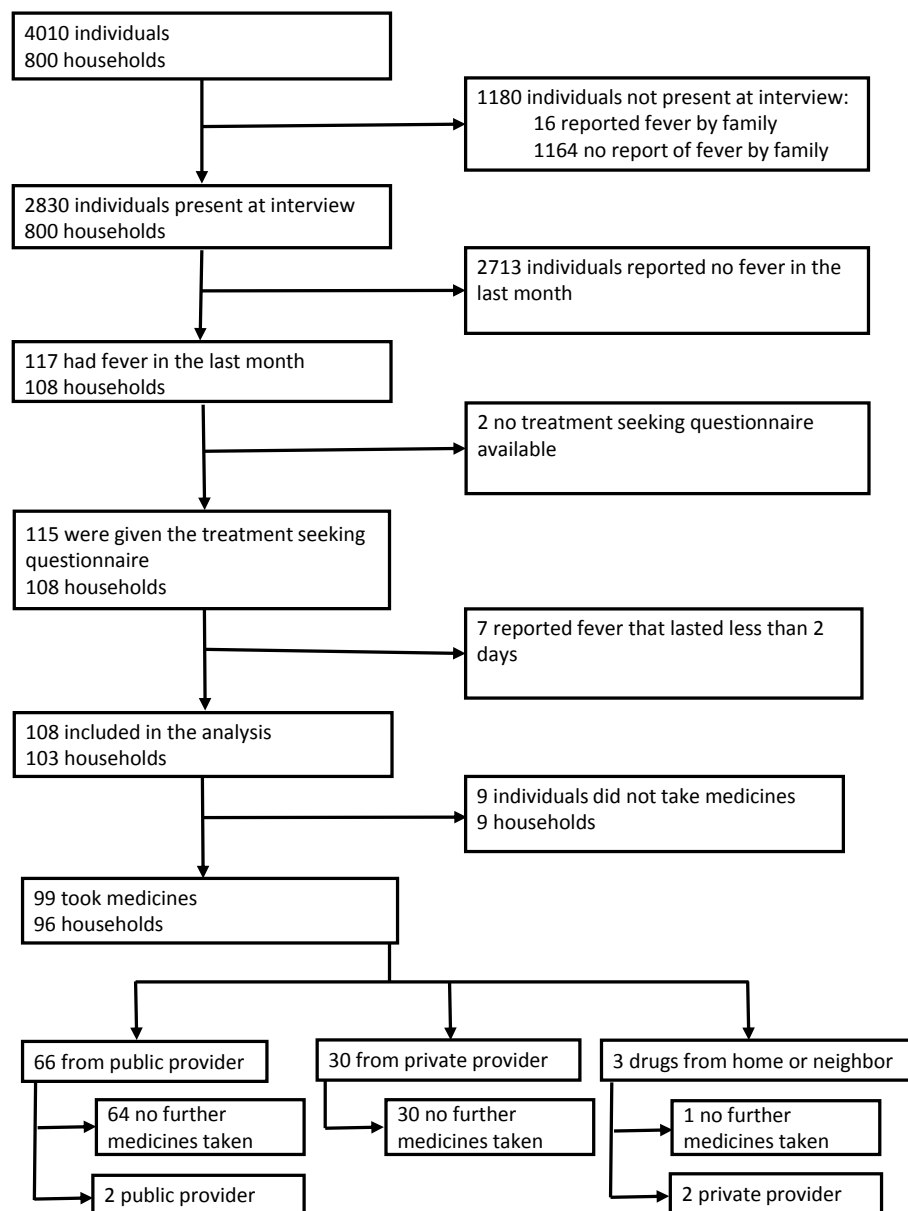 4010 individuals
800 households
1180 individuals not present at interview:
16 reported fever by family
1164 no report of fever by family
2830 individuals present at interview
800 households
2713 individuals reported no fever in the
last month
117 had fever in the last month
108 households
2 no treatment seeking questionnaire
available
115 were given the treatment seeking
questionnaire
108 households
7 reported fever that lasted less than 2
days
108 included in the analysis
103 households
9 individuals did not take medicines
9 households
99 took medicines
96 households
66 from public provider
30 from private provider
3 drugs from home or neighbor
64 no further
medicines taken
30 no further
medicines taken
1 no further
medicines taken
2 public provider
2 private provider